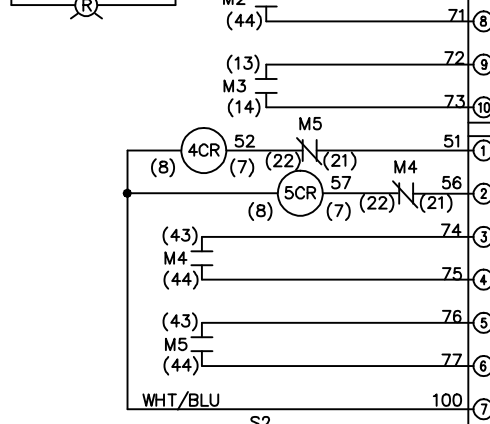 M2
R
(44) 71 8
(13) 72 9
M3
(14) 73 10
M5
4CR 52 51 1
(8) (7) (22) (21)
M4
5CR 57 56 2
(8) (7) (22) (21)
(43) 74 3
M4
(44) 75 4
(43) 76 5
M5
(44) 77 6
WHT/BLU 100 7
S2